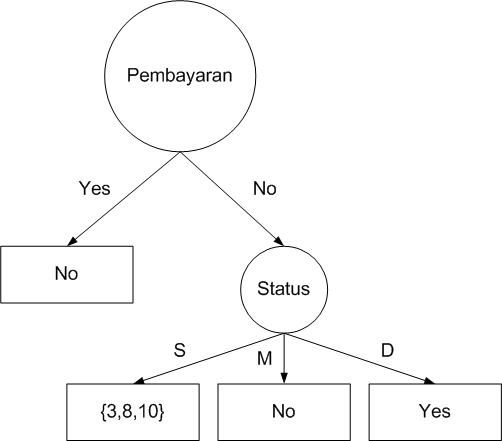 Pembayaran
Yes
No
No
Status
S
M
D
{3,8,10}
No
Yes